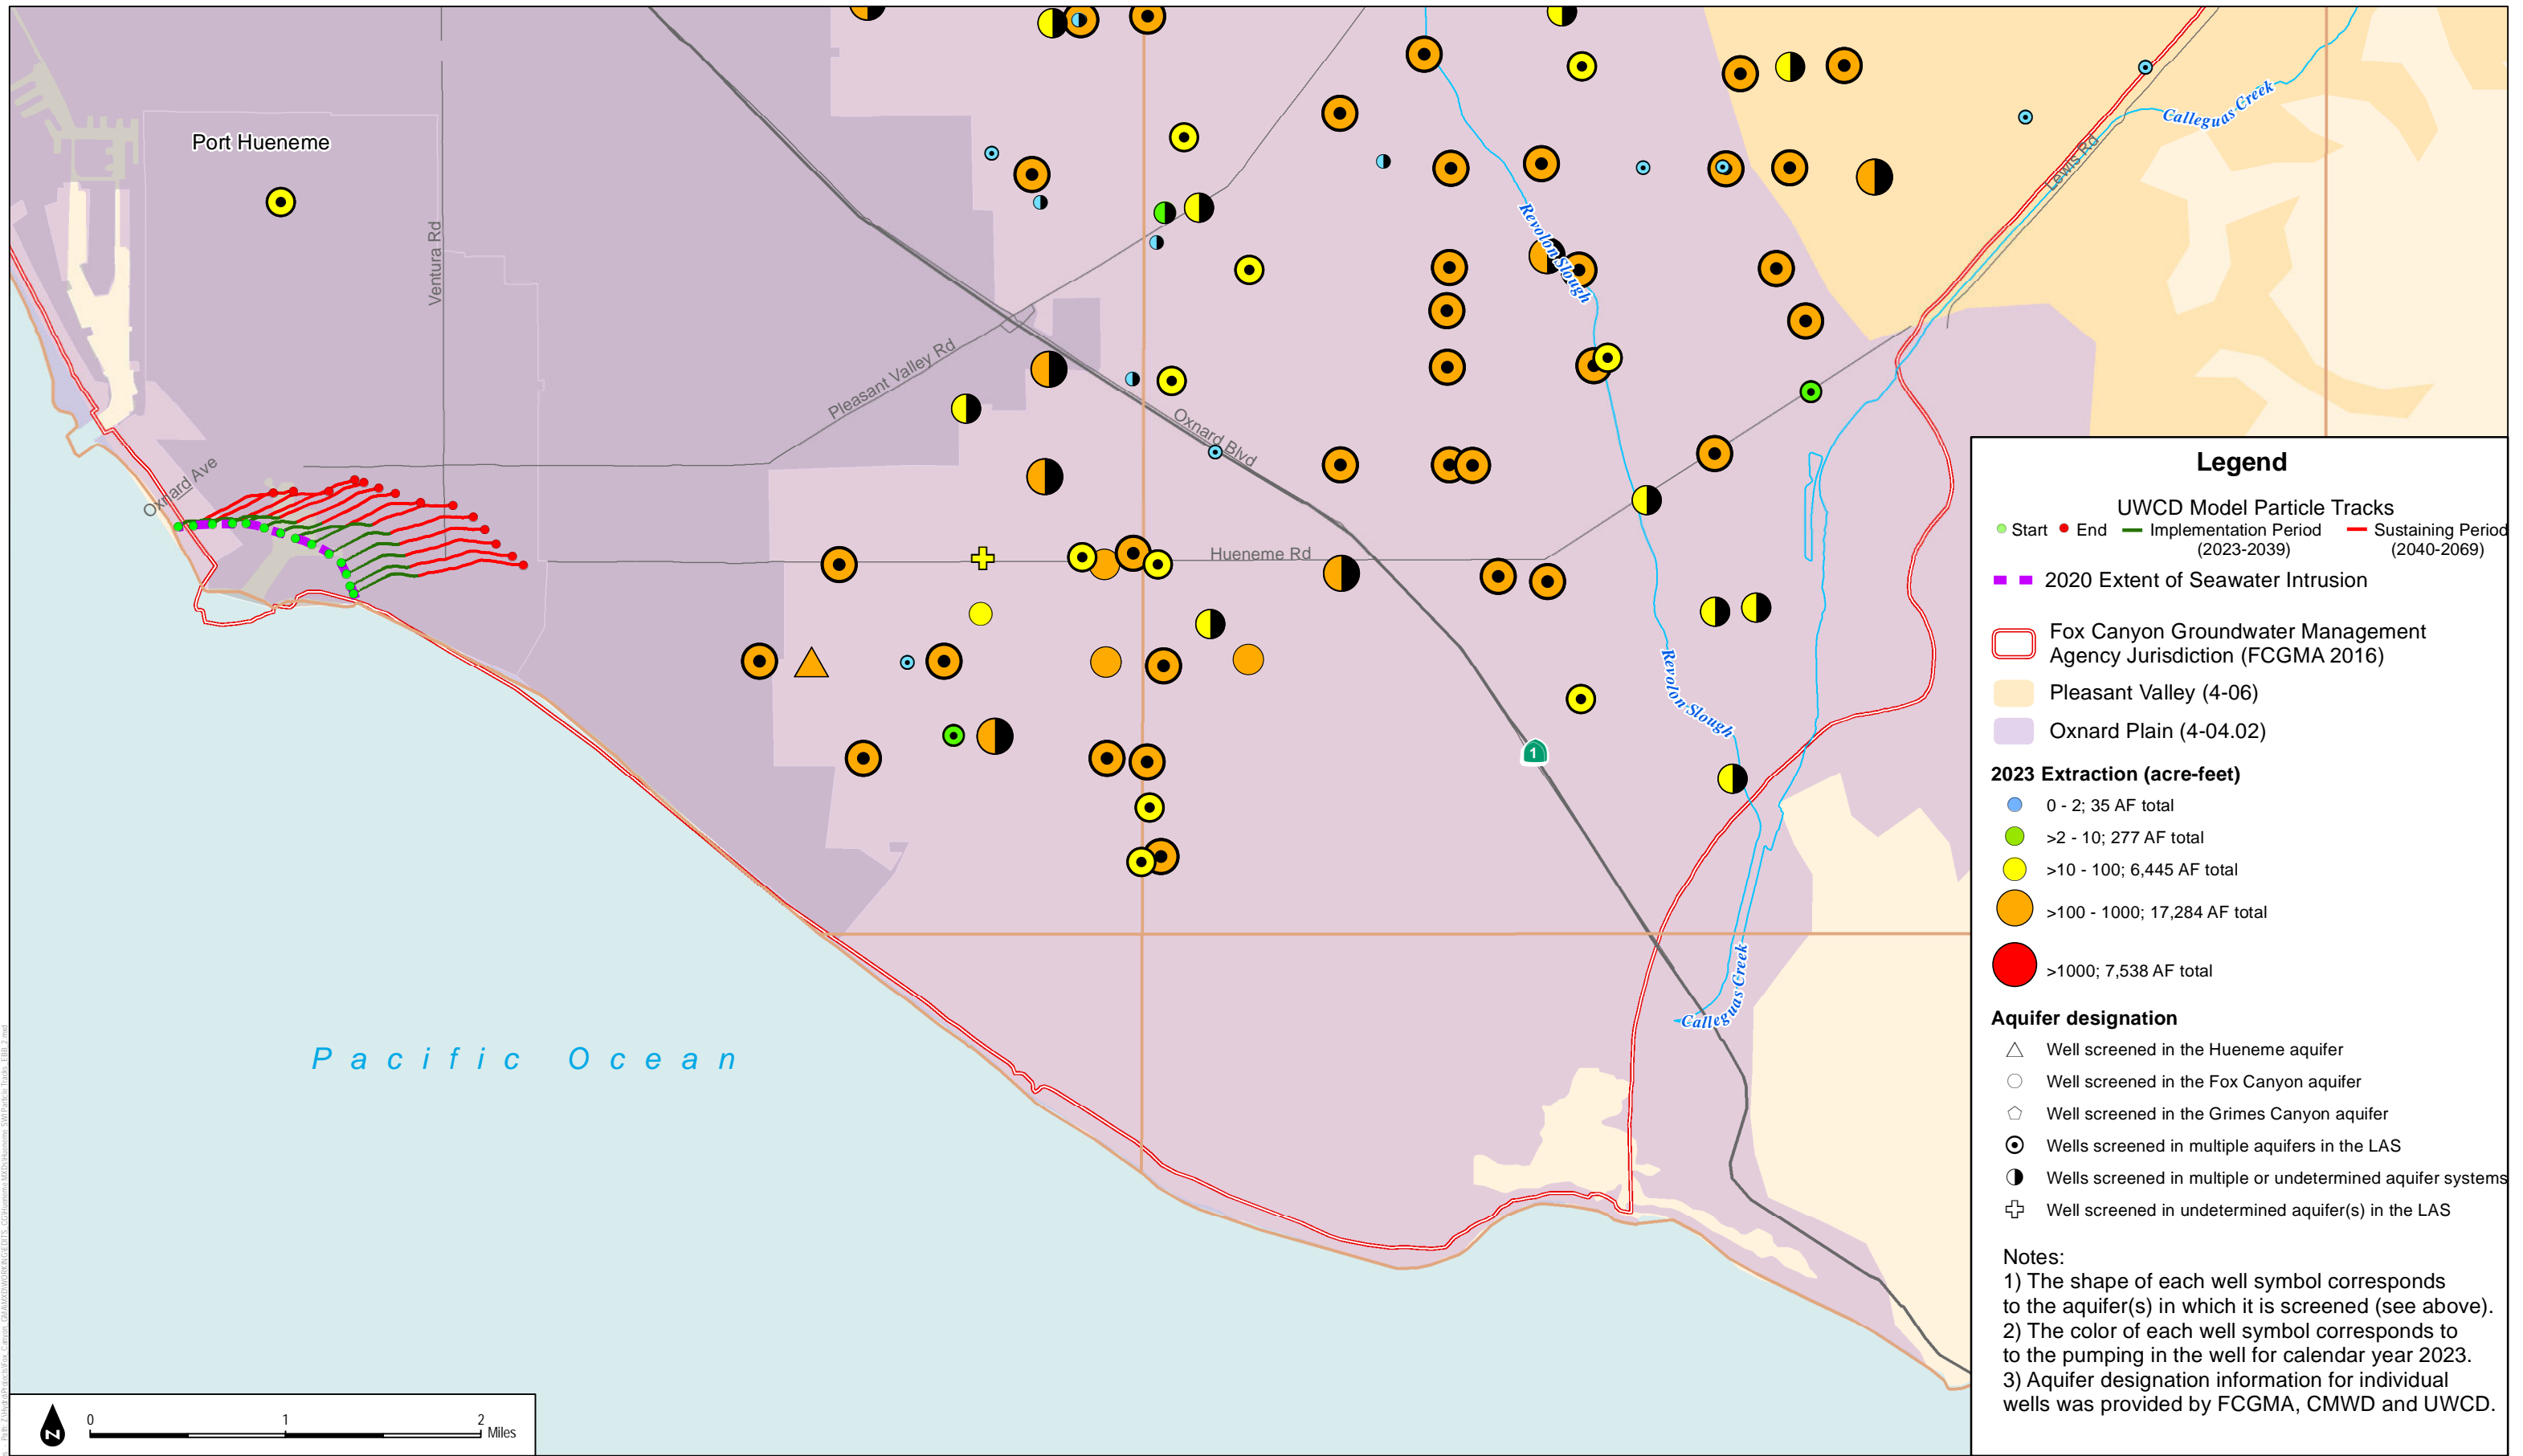 Port Hueneme
Ventura Rd
Oxnard Ave
Pleasant Valley Rd
Oxnard Blvd
Hueneme Rd
Revolon Slough
Revolon Slough
Calleguas Creek
Lewis Rd
1
Calleguas Creek
Pacific Ocean
N
0 1 2
Miles
Legend
UWCD Model Particle Tracks
Start End Implementation Period Sustaining Period
(2023-2039) (2040-2069)
2020 Extent of Seawater Intrusion
Fox Canyon Groundwater Management
Agency Jurisdiction (FCGMA 2016)
Pleasant Valley (4-06)
Oxnard Plain (4-04.02)
2023 Extraction (acre-feet)
0 - 2; 35 AF total
>2 - 10; 277 AF total
>10 - 100; 6,445 AF total
>100 - 1000; 17,284 AF total
>1000; 7,538 AF total
Aquifer designation
Well screened in the Hueneme aquifer
Well screened in the Fox Canyon aquifer
Well screened in the Grimes Canyon aquifer
Wells screened in multiple aquifers in the LAS
Wells screened in multiple or undetermined aquifer systems
Well screened in undetermined aquifer(s) in the LAS
Notes:
1) The shape of each well symbol corresponds
to the aquifer(s) in which it is screened (see above).
2) The color of each well symbol corresponds to
to the pumping in the well for calendar year 2023.
3) Aquifer designation information for individual
wells was provided by FCGMA, CMWD and UWCD.